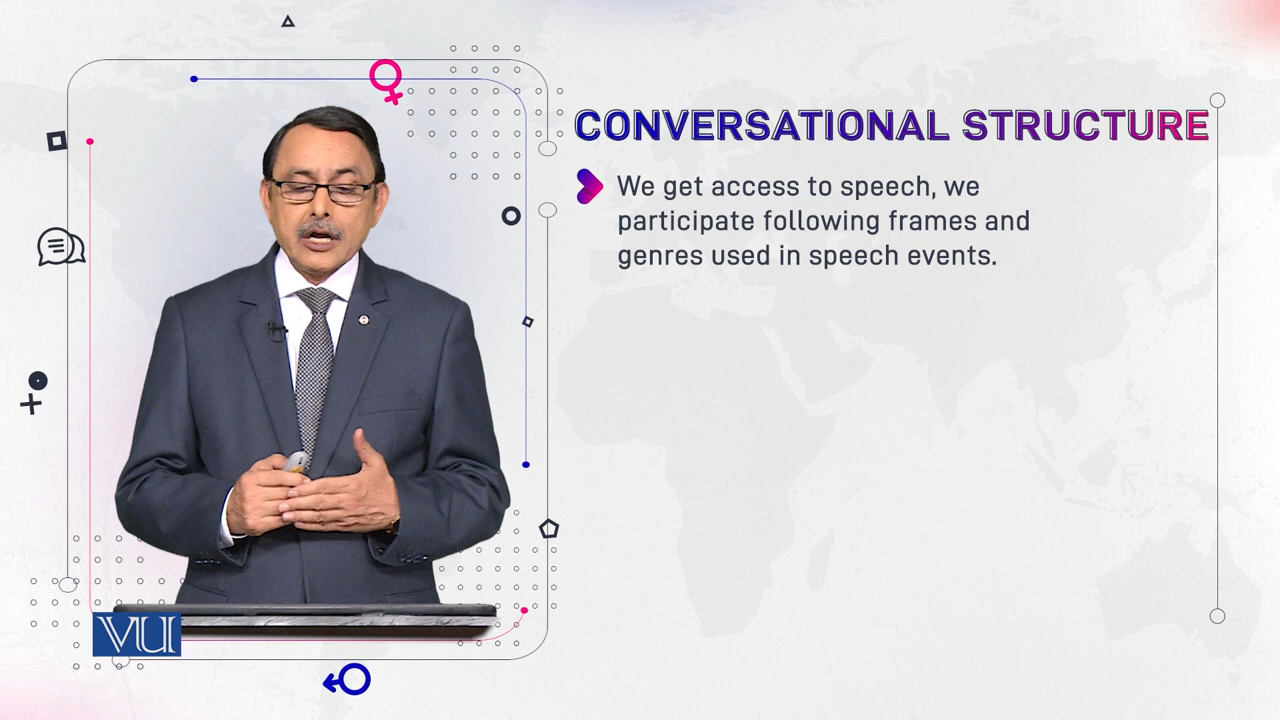 CONVERSATIONAL STRUCTURE
We get access to speech, we
participate following frames and
genres used in speech events.
VU